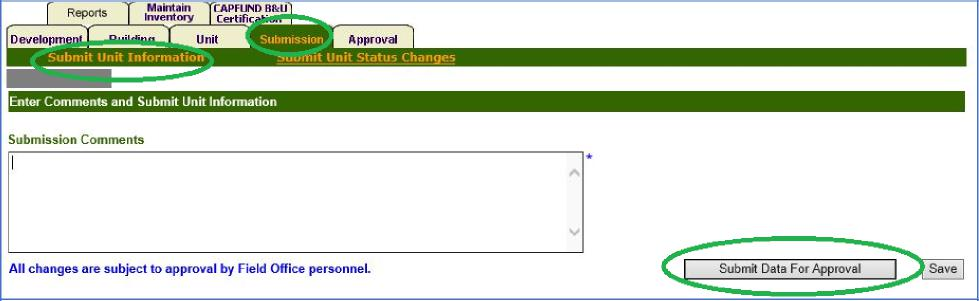 Reports Maintain Inventory CAPFUND B&U Certification
Development Building Unit Submission Approval
Submit Unit Information Submit Unit Status Changes
Enter Comments and Submit Unit Information
Submission Comments
*
All changes are subject to approval by Field Office personnel. Submit Data For Approval Save